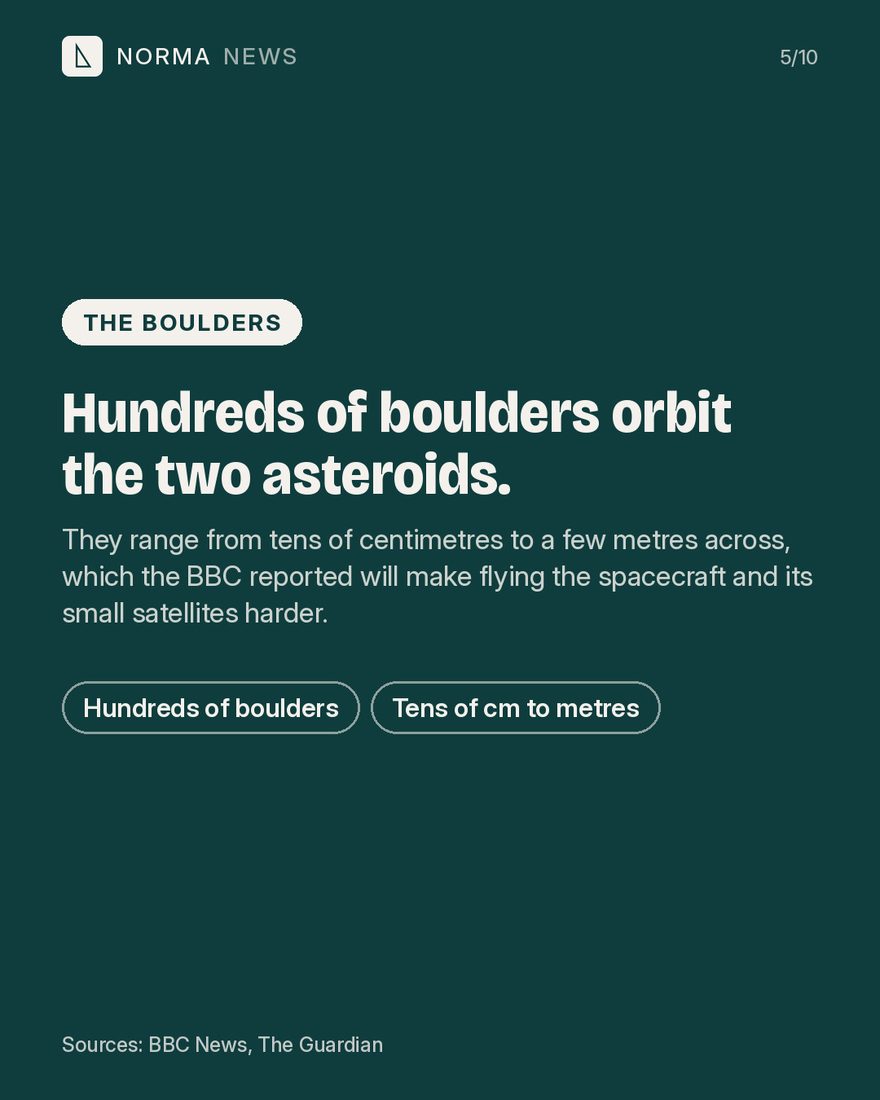 NORMA NEWS
5/10
THE BOULDERS
Hundreds of boulders orbit
the two asteroids.
They range from tens of centimetres to a few metres across,
which the BBC reported will make flying the spacecraft and its
small satellites harder.
Hundreds of boulders
Tens of cm to metres
Sources: BBC News, The Guardian